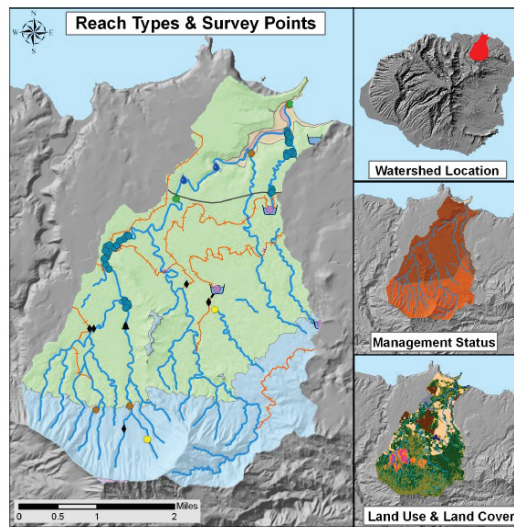 Reach Types & Survey Points
Watershed Location
Management Status
Land Use & Land Cover
Miles
0 0.5 1 2